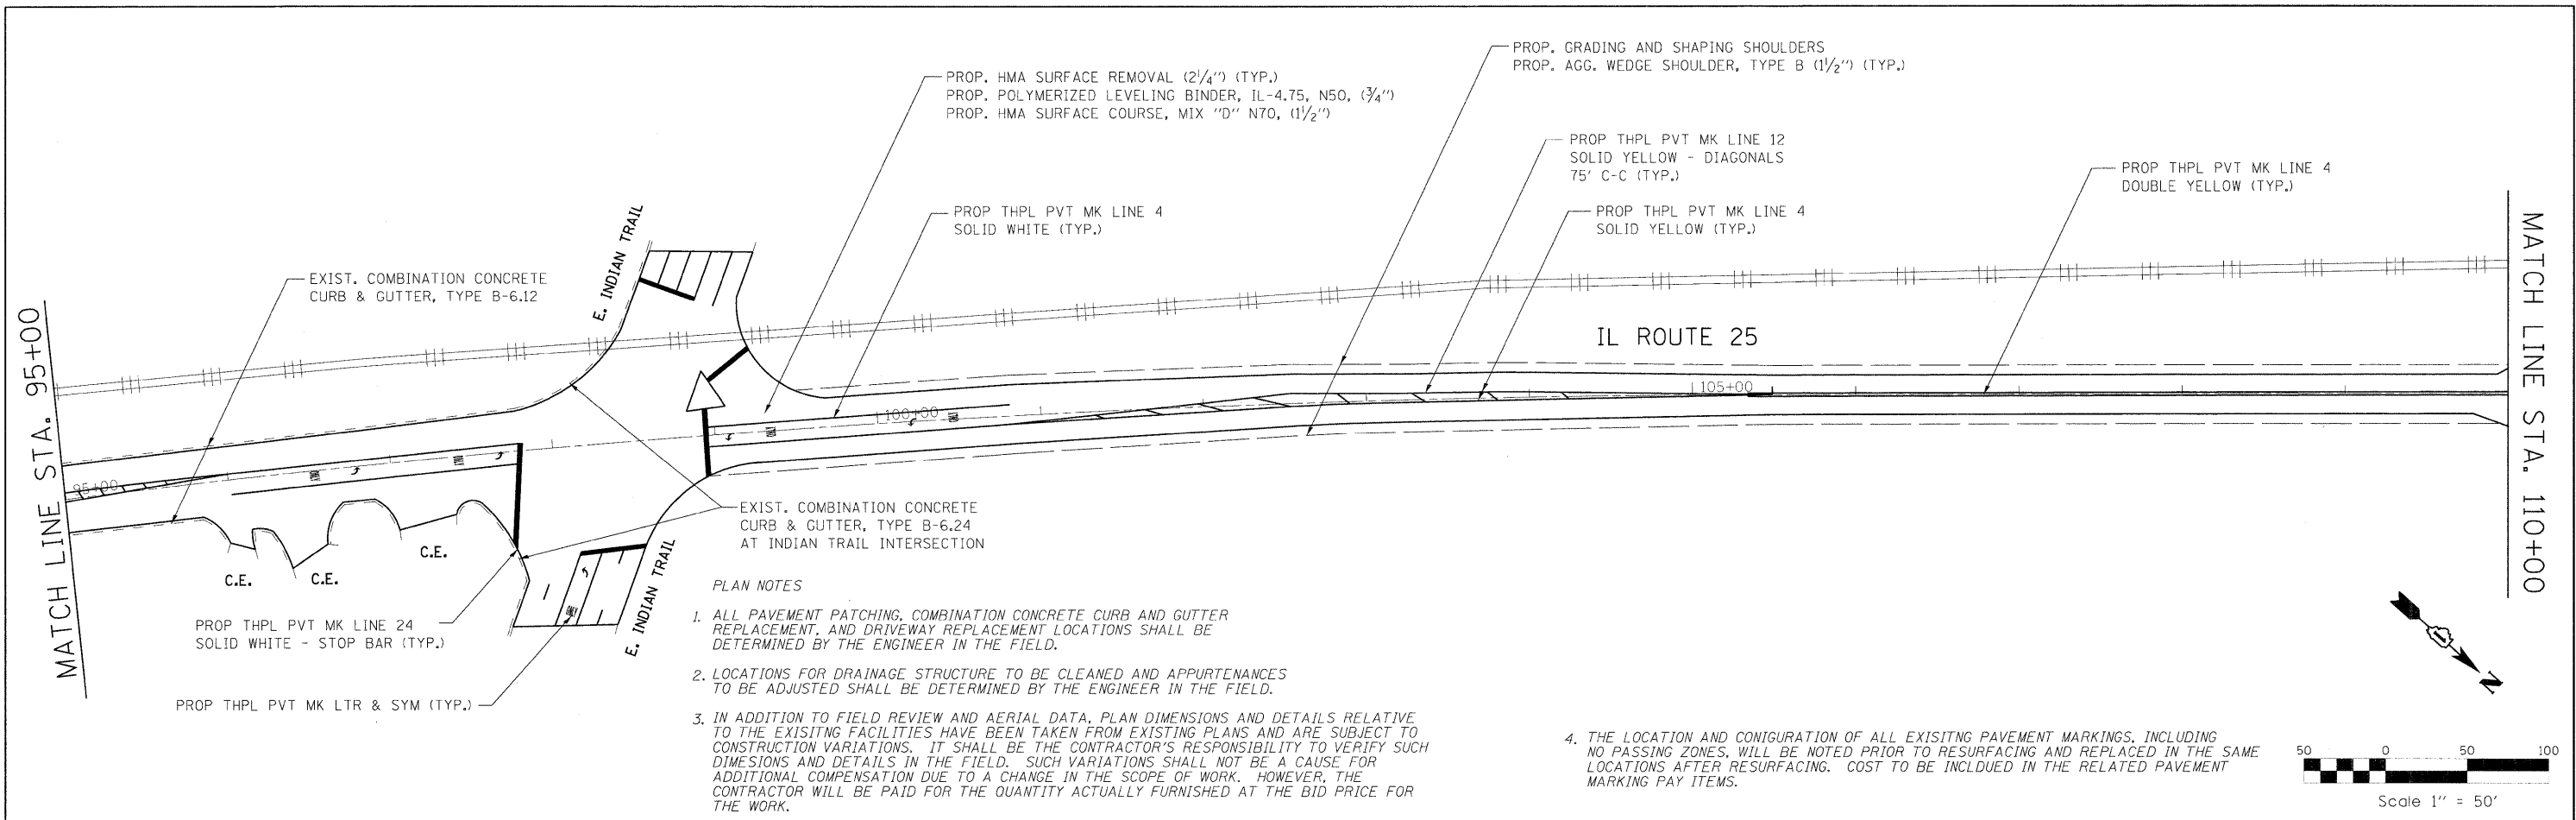 PROP. GRADING AND SHAPING SHOULDERS
PROP. AGG. WEDGE SHOULDER, TYPE B (1 1/2") (TYP.)
PROP. HMA SURFACE REMOVAL (2 1/4") (TYP.)
PROP. POLYMERIZED LEVELING BINDER, IL-4.75, N50, (3/4")
PROP. HMA SURFACE COURSE, MIX "D" N70, (1 1/2")
PROP THPL PVT MK LINE 12
SOLID YELLOW - DIAGONALS
75' C-C (TYP.)
PROP THPL PVT MK LINE 4
DOUBLE YELLOW (TYP.)
PROP THPL PVT MK LINE 4
SOLID WHITE (TYP.)
PROP THPL PVT MK LINE 4
SOLID YELLOW (TYP.)
EXIST. COMBINATION CONCRETE
CURB & GUTTER, TYPE B-6.12
E. INDIAN TRAIL
MATCH LINE STA. 95+00
MATCH LINE STA. 110+00
IL ROUTE 25
105+00
100+00
ONLY
ONLY
ONLY
ONLY
95+00
EXIST. COMBINATION CONCRETE
CURB & GUTTER, TYPE B-6.24
AT INDIAN TRAIL INTERSECTION
C.E.
C.E.
C.E.
ONLY
E. INDIAN TRAIL
PROP THPL PVT MK LINE 24
SOLID WHITE - STOP BAR (TYP.)
PROP THPL PVT MK LTR & SYM (TYP.)
PLAN NOTES
1. ALL PAVEMENT PATCHING, COMBINATION CONCRETE CURB AND GUTTER
REPLACEMENT, AND DRIVEWAY REPLACEMENT LOCATIONS SHALL BE
DETERMINED BY THE ENGINEER IN THE FIELD.
2. LOCATIONS FOR DRAINAGE STRUCTURE TO BE CLEANED AND APPURTENANCES
TO BE ADJUSTED SHALL BE DETERMINED BY THE ENGINEER IN THE FIELD.
3. IN ADDITION TO FIELD REVIEW AND AERIAL DATA, PLAN DIMENSIONS AND DETAILS RELATIVE
TO THE EXISITNG FACILITIES HAVE BEEN TAKEN FROM EXISTING PLANS AND ARE SUBJECT TO
CONSTRUCTION VARIATIONS. IT SHALL BE THE CONTRACTOR'S RESPONSIBILITY TO VERIFY SUCH
DIMESIONS AND DETAILS IN THE FIELD. SUCH VARIATIONS SHALL NOT BE A CAUSE FOR
ADDITIONAL COMPENSATION DUE TO A CHANGE IN THE SCOPE OF WORK. HOWEVER, THE
CONTRACTOR WILL BE PAID FOR THE QUANTITY ACTUALLY FURNISHED AT THE BID PRICE FOR
THE WORK.
4. THE LOCATION AND CONIGURATION OF ALL EXISITNG PAVEMENT MARKINGS, INCLUDING
NO PASSING ZONES, WILL BE NOTED PRIOR TO RESURFACING AND REPLACED IN THE SAME
LOCATIONS AFTER RESURFACING. COST TO BE INCLDUED IN THE RELATED PAVEMENT
MARKING PAY ITEMS.
N
50 0 50 100
Scale 1" = 50'